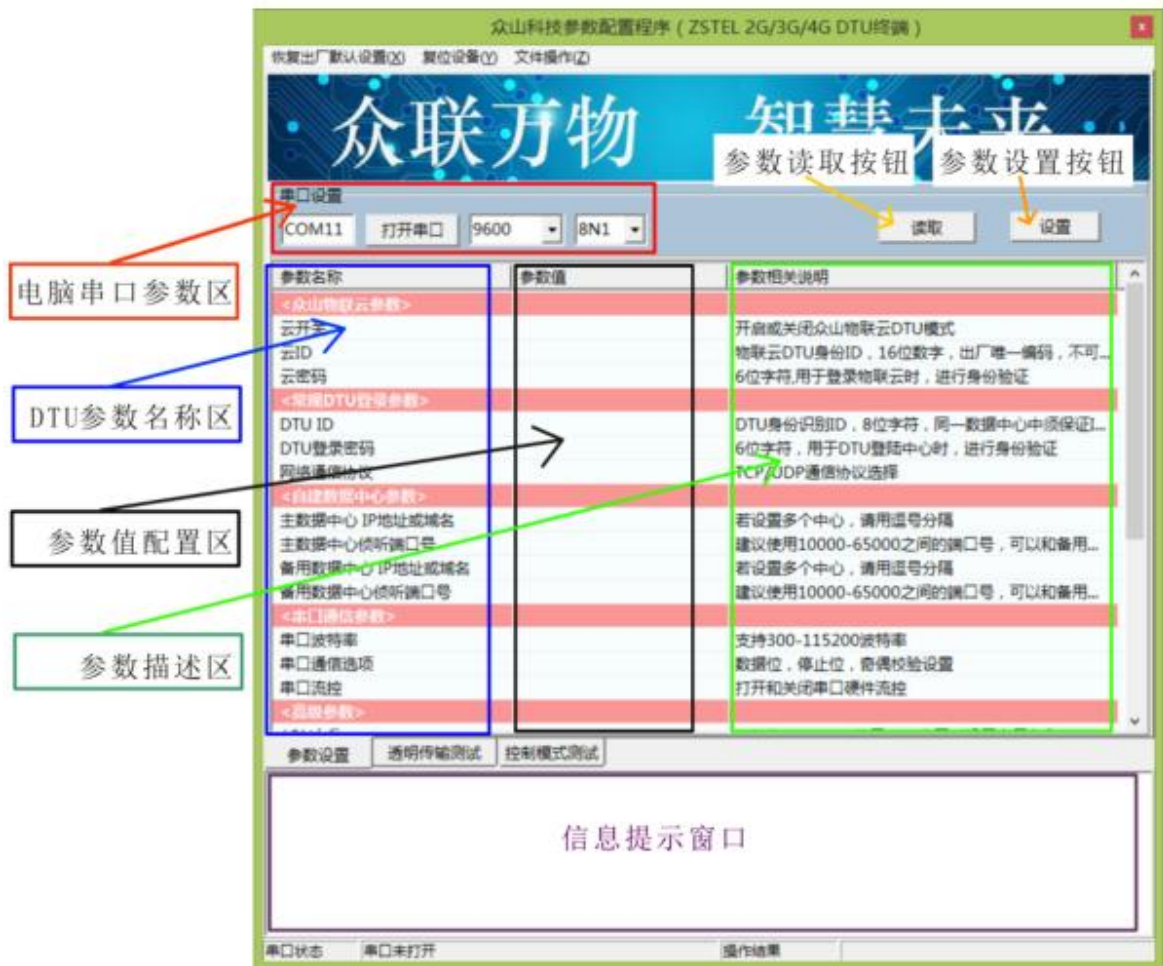 众山科技参数配置程序 ( ZSTEL 2G/3G/4G DTU终端 )
恢复出厂默认设置(X) 复位设备(Y) 文件操作(Z)
众联万物 智慧未来
参数读取按钮 参数设置按钮
串口设置
COM11 打开串口 9600 8N1 读取 设置
电脑串口参数区
DTU参数名称区
参数值配置区
参数描述区
参数名称 参数值 参数相关说明
<众山物联云参数>
云开关 开启或关闭众山物联云DTU模式
云ID 物联云DTU身份ID，16位数字，出厂唯一编码，不可...
云密码 6位字符,用于登录物联云时，进行身份验证
<常规DTU登录参数>
DTU ID DTU身份识别ID，8位字符，同一数据中心中须保证I...
DTU登录密码 6位字符，用于DTU登陆中心时，进行身份验证
网络通信协议 TCP/UDP通信协议选择
<自建数据中心参数>
主数据中心 IP地址或域名 若设置多个中心，请用逗号分隔
主数据中心侦听端口号 建议使用10000-65000之间的端口号，可以和备用...
备用数据中心 IP地址或域名 若设置多个中心，请用逗号分隔
备用数据中心侦听端口号 建议使用10000-65000之间的端口号，可以和备用...
<串口通信参数>
串口波特率 支持300-115200波特率
串口通信选项 数据位，停止位，奇偶校验设置
串口流控 打开和关闭串口硬件流控
<高级参数>
参数设置 透明传输测试 控制模式测试
信息提示窗口
串口状态 串口未打开 操作结果